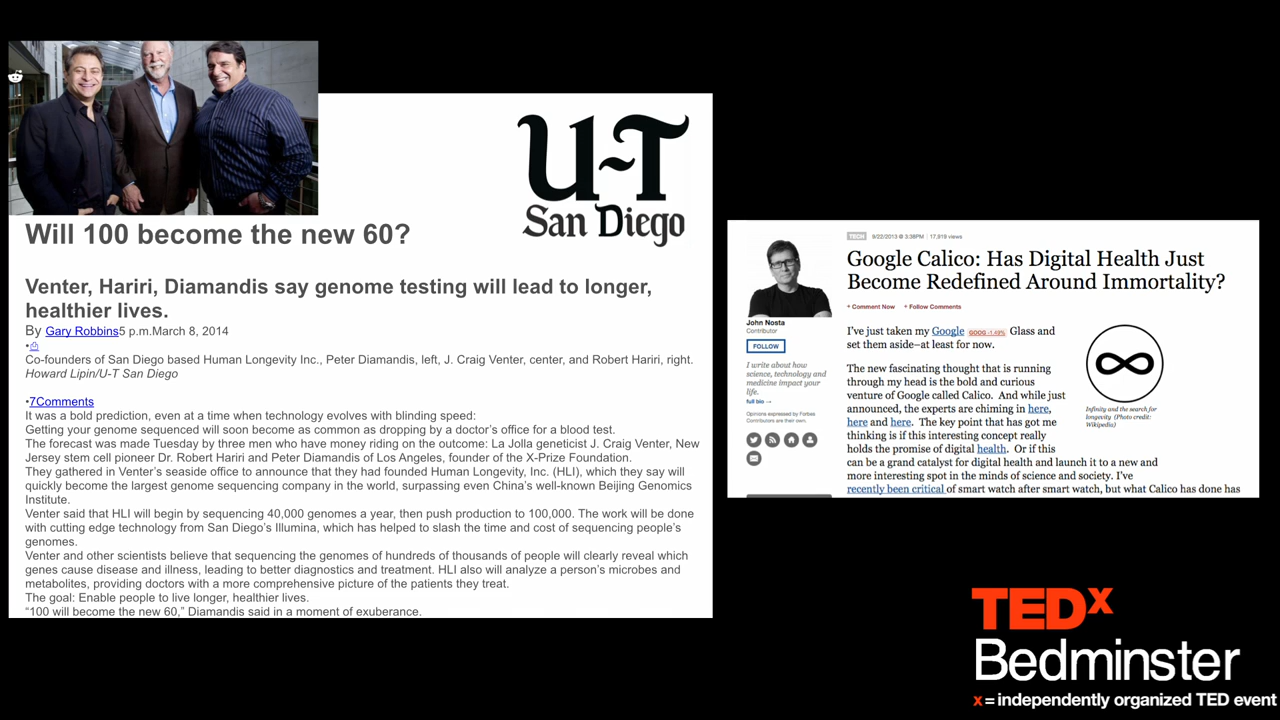 U-T
San Diego
Will 100 become the new 60?
Venter, Hariri, Diamandis say genome testing will lead to longer,
healthier lives.
By Gary Robbins5 p.m.March 8, 2014
•
Co-founders of San Diego based Human Longevity Inc., Peter Diamandis, left, J. Craig Venter, center, and Robert Hariri, right.
Howard Lipin/U-T San Diego
•7Comments
It was a bold prediction, even at a time when technology evolves with blinding speed:
Getting your genome sequenced will soon become as common as dropping by a doctor's office for a blood test.
The forecast was made Tuesday by three men who have money riding on the outcome: La Jolla geneticist J. Craig Venter, New
Jersey stem cell pioneer Dr. Robert Hariri and Peter Diamandis of Los Angeles, founder of the X-Prize Foundation.
They gathered in Venter's seaside office to announce that they had founded Human Longevity, Inc. (HLI), which they say will
quickly become the largest genome sequencing company in the world, surpassing even China's well-known Beijing Genomics
Institute.
Venter said that HLI will begin by sequencing 40,000 genomes a year, then push production to 100,000. The work will be done
with cutting edge technology from San Diego's Illumina, which has helped to slash the time and cost of sequencing people's
genomes.
Venter and other scientists believe that sequencing the genomes of hundreds of thousands of people will clearly reveal which
genes cause disease and illness, leading to better diagnostics and treatment. HLI also will analyze a person's microbes and
metabolites, providing doctors with a more comprehensive picture of the patients they treat.
The goal: Enable people to live longer, healthier lives.
“100 will become the new 60,” Diamandis said in a moment of exuberance.
John Nosta
Contributor
FOLLOW
I write about how
science, technology and
medicine impact your
life.
full bio →
Opinions expressed by Forbes
Contributors are their own.
TECH 9/22/2013 @ 3:38PM 17,819 views
Google Calico: Has Digital Health Just
Become Redefined Around Immortality?
+ Comment Now + Follow Comments
I've just taken my Google GOOG -1.49% Glass and
set them aside–at least for now.
The new fascinating thought that is running
through my head is the bold and curious
venture of Google called Calico. And while just
announced, the experts are chiming in here,
here and here. The key point that has got me
thinking is if this interesting concept really
holds the promise of digital health. Or if this
can be a grand catalyst for digital health and launch it to a new and
more interesting spot in the minds of science and society. I've
recently been critical of smart watch after smart watch, but what Calico has done has
Infinity and the search for
longevity (Photo credit:
Wikipedia)
TEDx
Bedminster
x = independently organized TED event